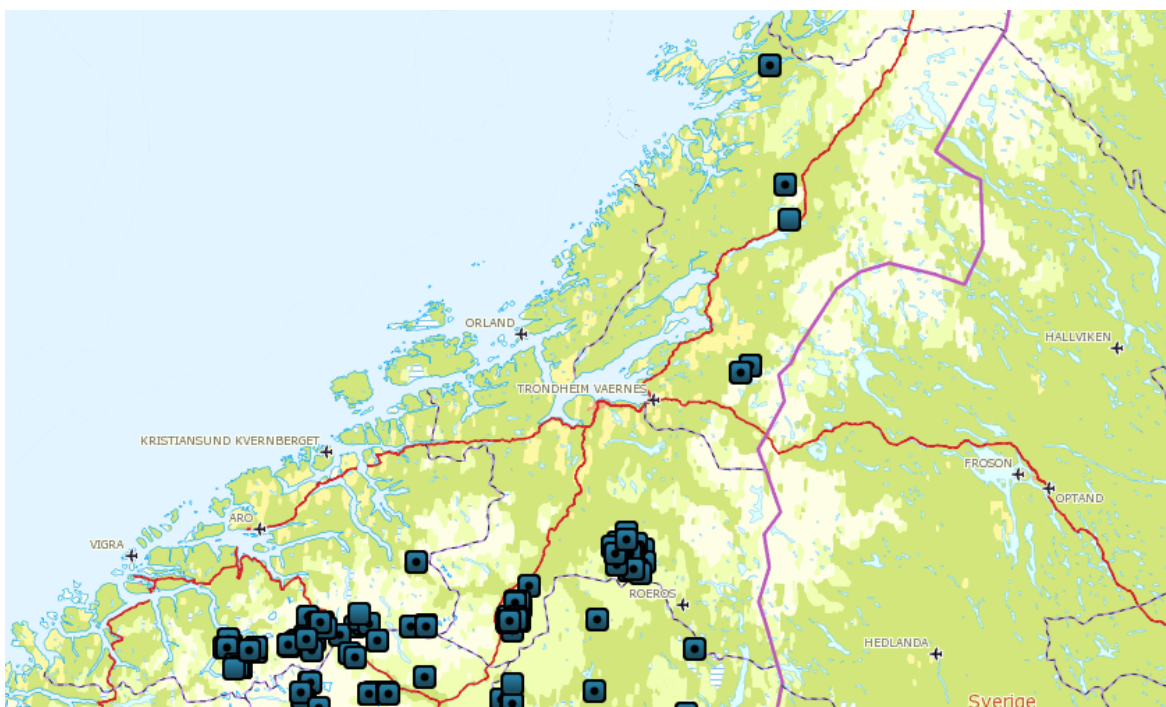 ORLAND
HALLVIKEN
TRONDHEIM VAERNES
KRISTIANSUND KVERNBERGET
FROSON
OPTAND
ARO
VIGRA
ROEROS
HEDLANDA
Sverige